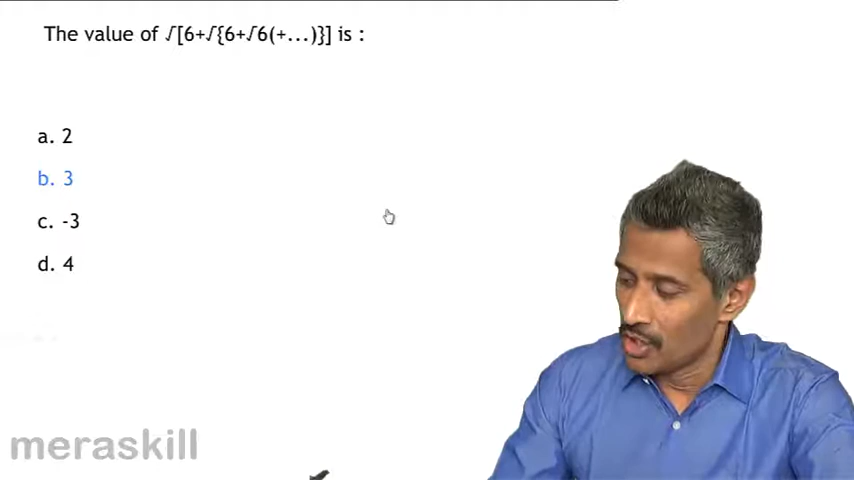 The value of √[6+√{6+√6(+...)}] is :
a. 2
b. 3
c. -3
d. 4
meraskill